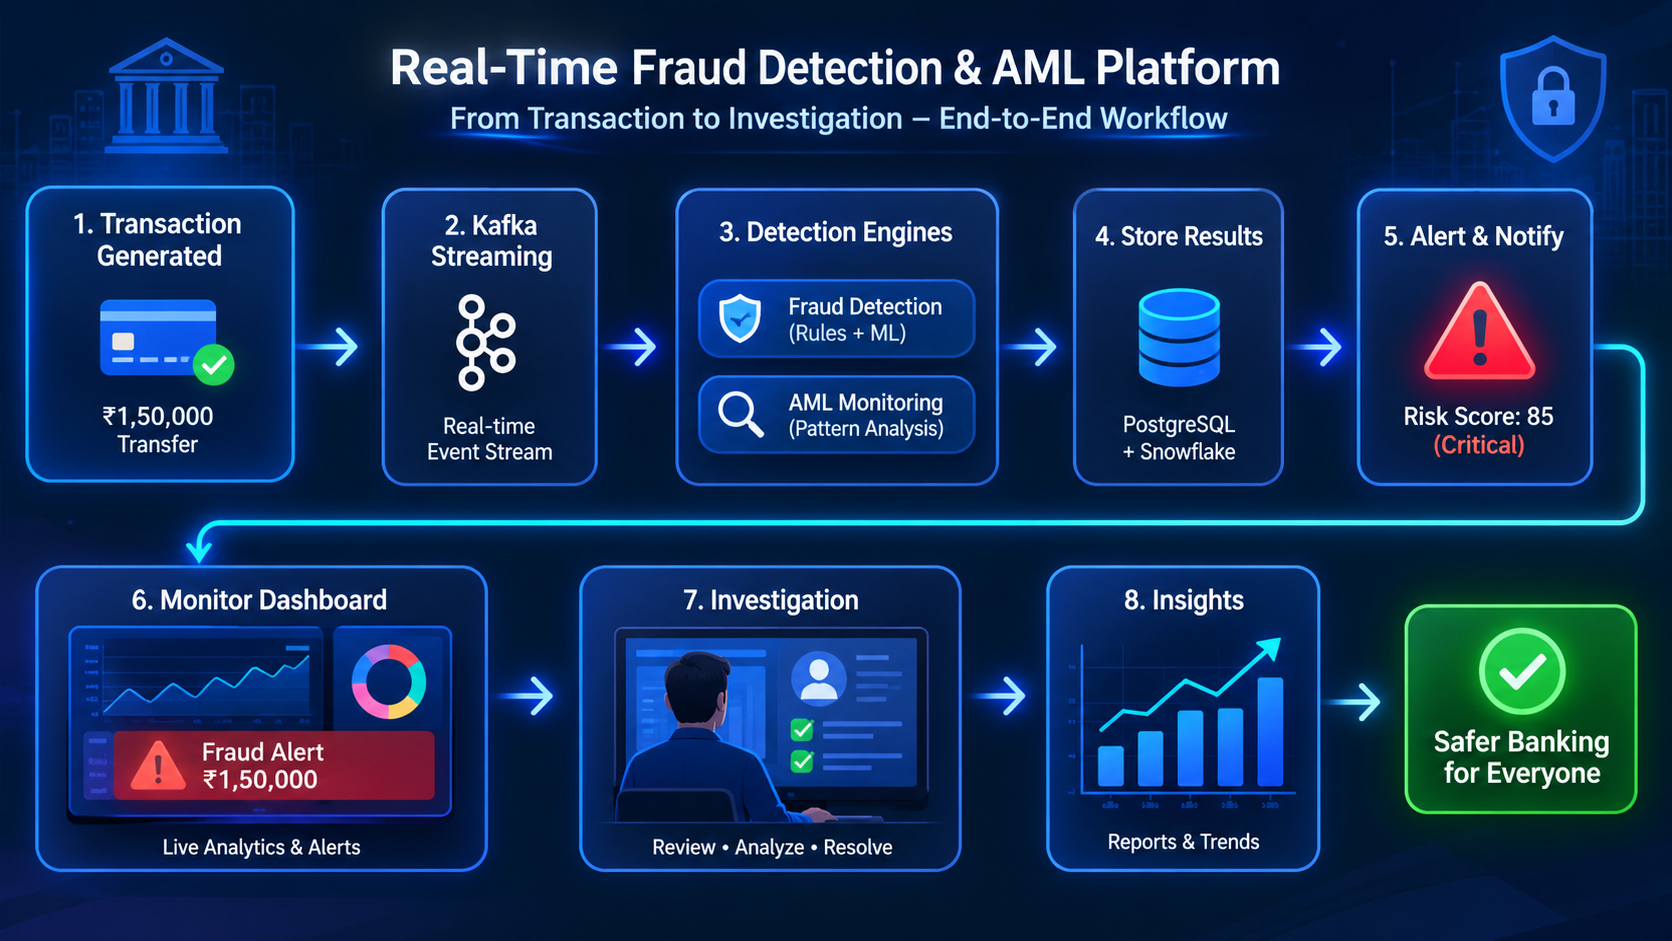 Real-Time Fraud Detection & AML Platform
From Transaction to Investigation – End-to-End Workflow
1. Transaction
Generated
₹1,50,000
Transfer
2. Kafka
Streaming
Real-time
Event Stream
3. Detection Engines
Fraud Detection
(Rules + ML)
AML Monitoring
(Pattern Analysis)
4. Store Results
PostgreSQL
+ Snowflake
5. Alert & Notify
Risk Score: 85
(Critical)
6. Monitor Dashboard
Fraud Alert
₹1,50,000
Live Analytics & Alerts
7. Investigation
Review • Analyze • Resolve
8. Insights
Reports & Trends
Safer Banking
for Everyone